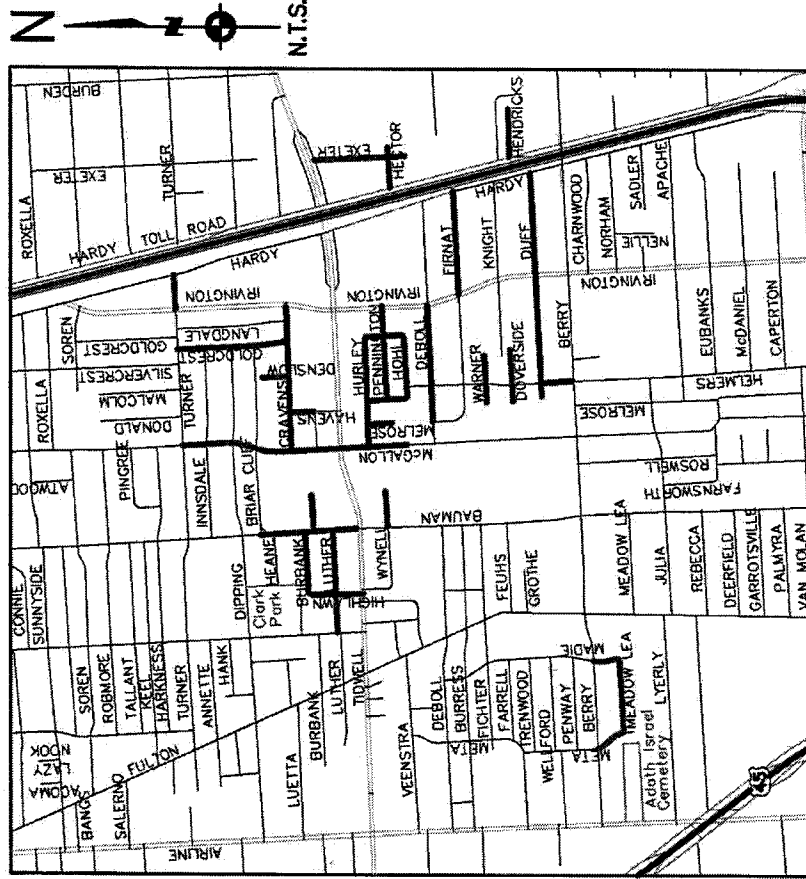 N
N.T.S.
ROXELLA
BURDEN
EXETER
TURNER
HARDY TOLL ROAD
HARDY
IRVINGTON
EXETER
HECTOR
HENDRICKS
SOREN
ROXELLA
GOLDCREST
LANGDALE
SILVERCREST
GOLDCREST
MALCOLM
DONALD
TURNER
CRAVENS
DENSLOW
HAVENS
HURLEY
PENNINGTON
HOHL
IRVINGTON
DEBOLL
MELROSE
McGALLON
FIRNAT
KNIGHT
HARDY
WARNER
DOVERSIDE
DUFF
BERRY
CHARNWOOD
NORHAM
NELLIE
SADLER
APACHE
IRVINGTON
EUBANKS
McDANIEL
CAPERTON
HELMERS
MELROSE
ROSWELL
FARNSWORTH
ATWOOD
PINGREE
INNSDALE
BRIAR CLIFF
CONNIE
SUNNYSIDE
DIPPING
Clark
Park
HEANEY
BURBANK
LUTHER
HIGHLAWN
WYNELL
BAUMAN
FEUHS
GROTHE
MEADOW LEA
JULIA
REBECCA
DEERFIELD
GARROTSVILLE
PALMYRA
VAN MOLAN
SOREN
ROBMORE
TALLANT
KEEL
HARKNESS
TURNER
ANNETTE
HANK
LUETTA
BURBANK
LUTHER
TIDWELL
VEENSTRA
DEBOLL
BURRESS
FICHTER
FARRELL
TRENWOOD
WELLFORD
PENWAY
BERRY
META
META
MADIE
MEADOW LEA
LYERLY
Adath Israel
Cemetery
ACOMA
LAZY
NOOK
BANGS
SALERNO
FULTON
AIRLINE
45